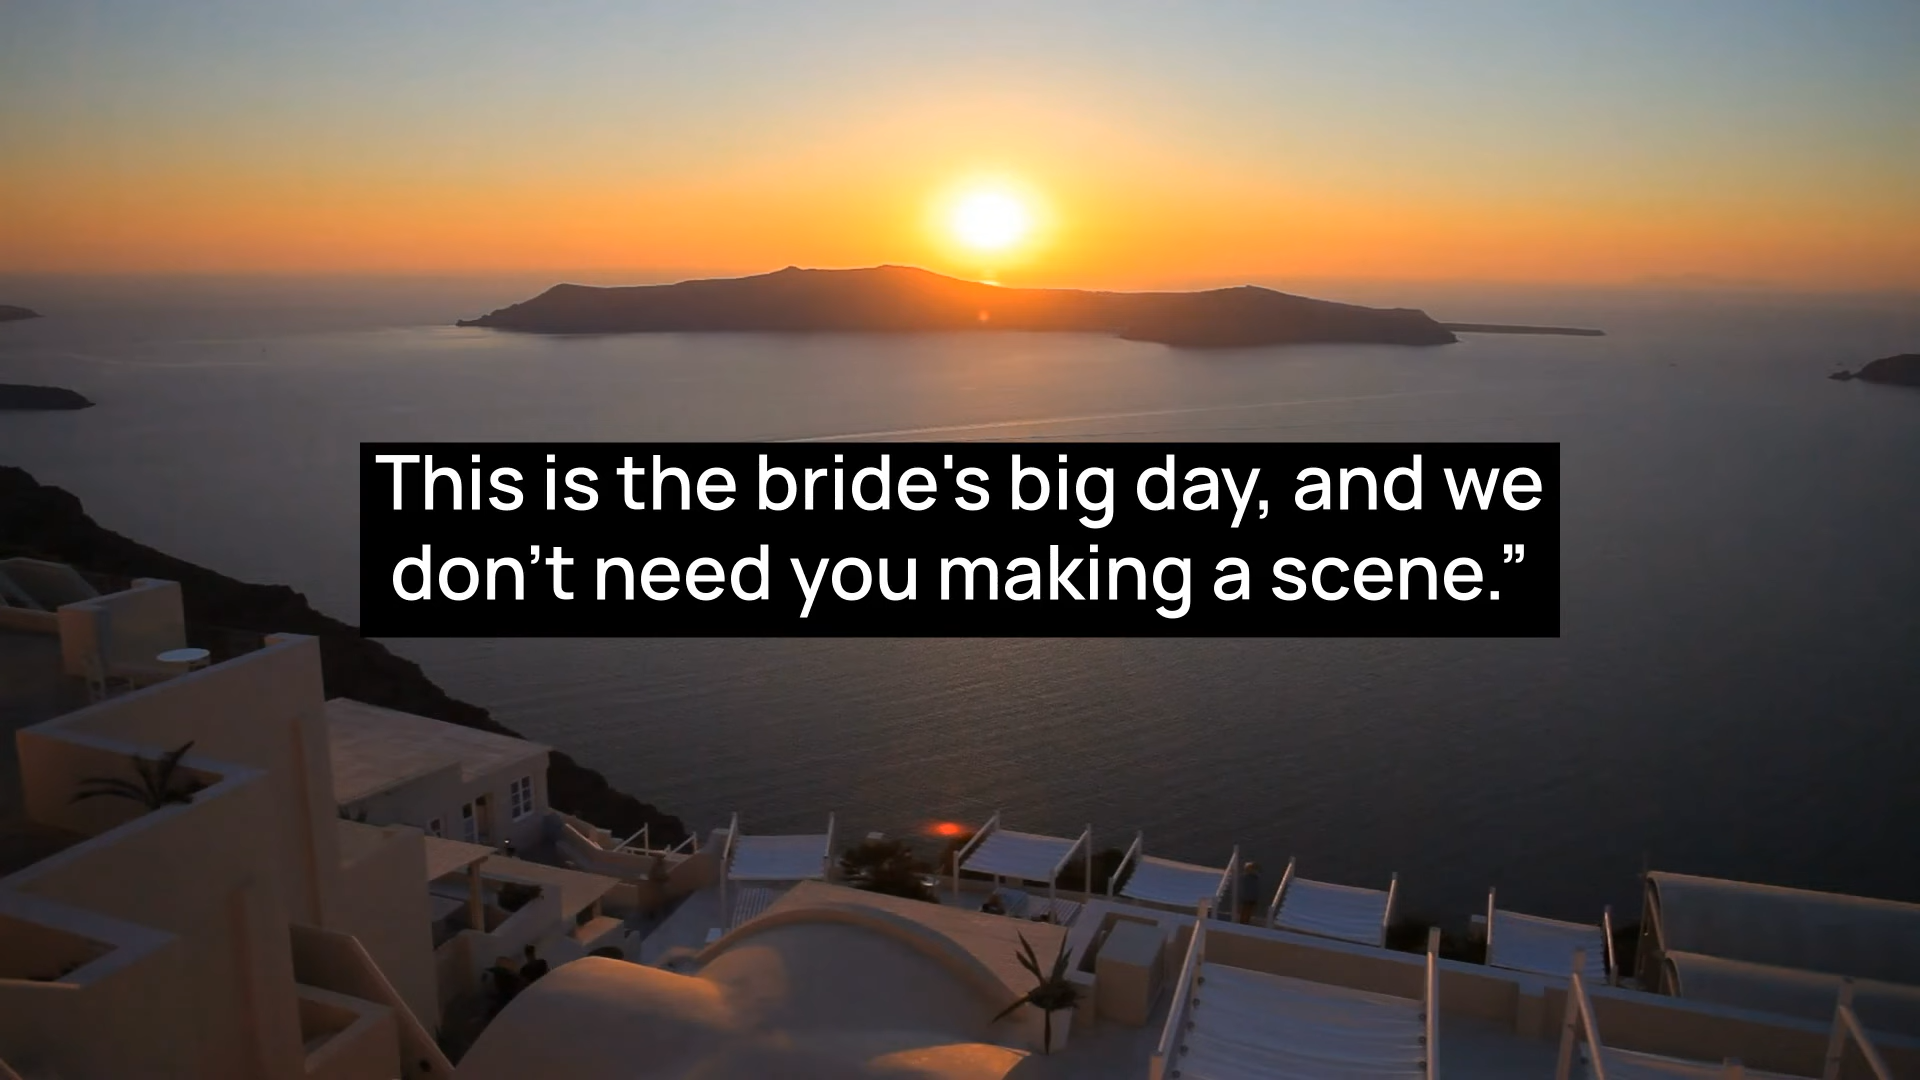 This is the bride's big day, and we
don’t need you making a scene.”